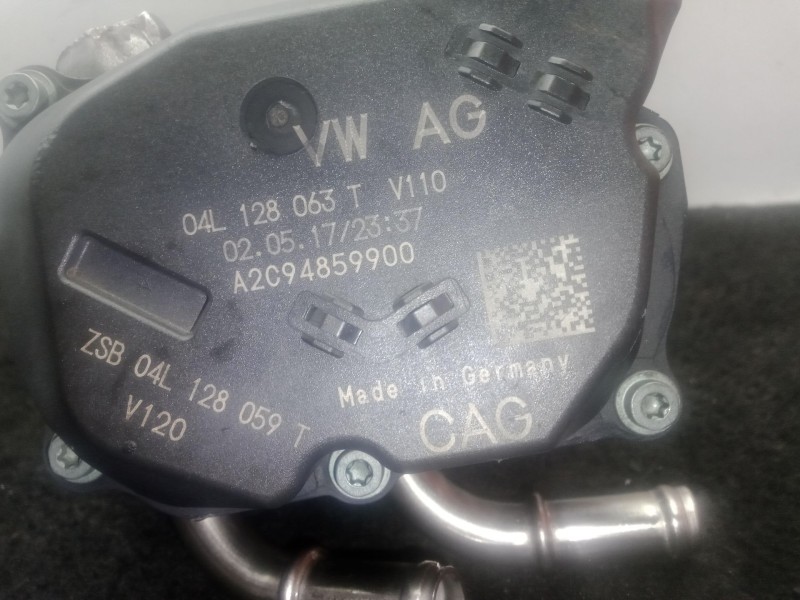 VW AG
04L 128 063 T V110
02.05.17/23:37
A2C94859900
ZSB 04L 128 059 T
V120
Made in Germany
CAG